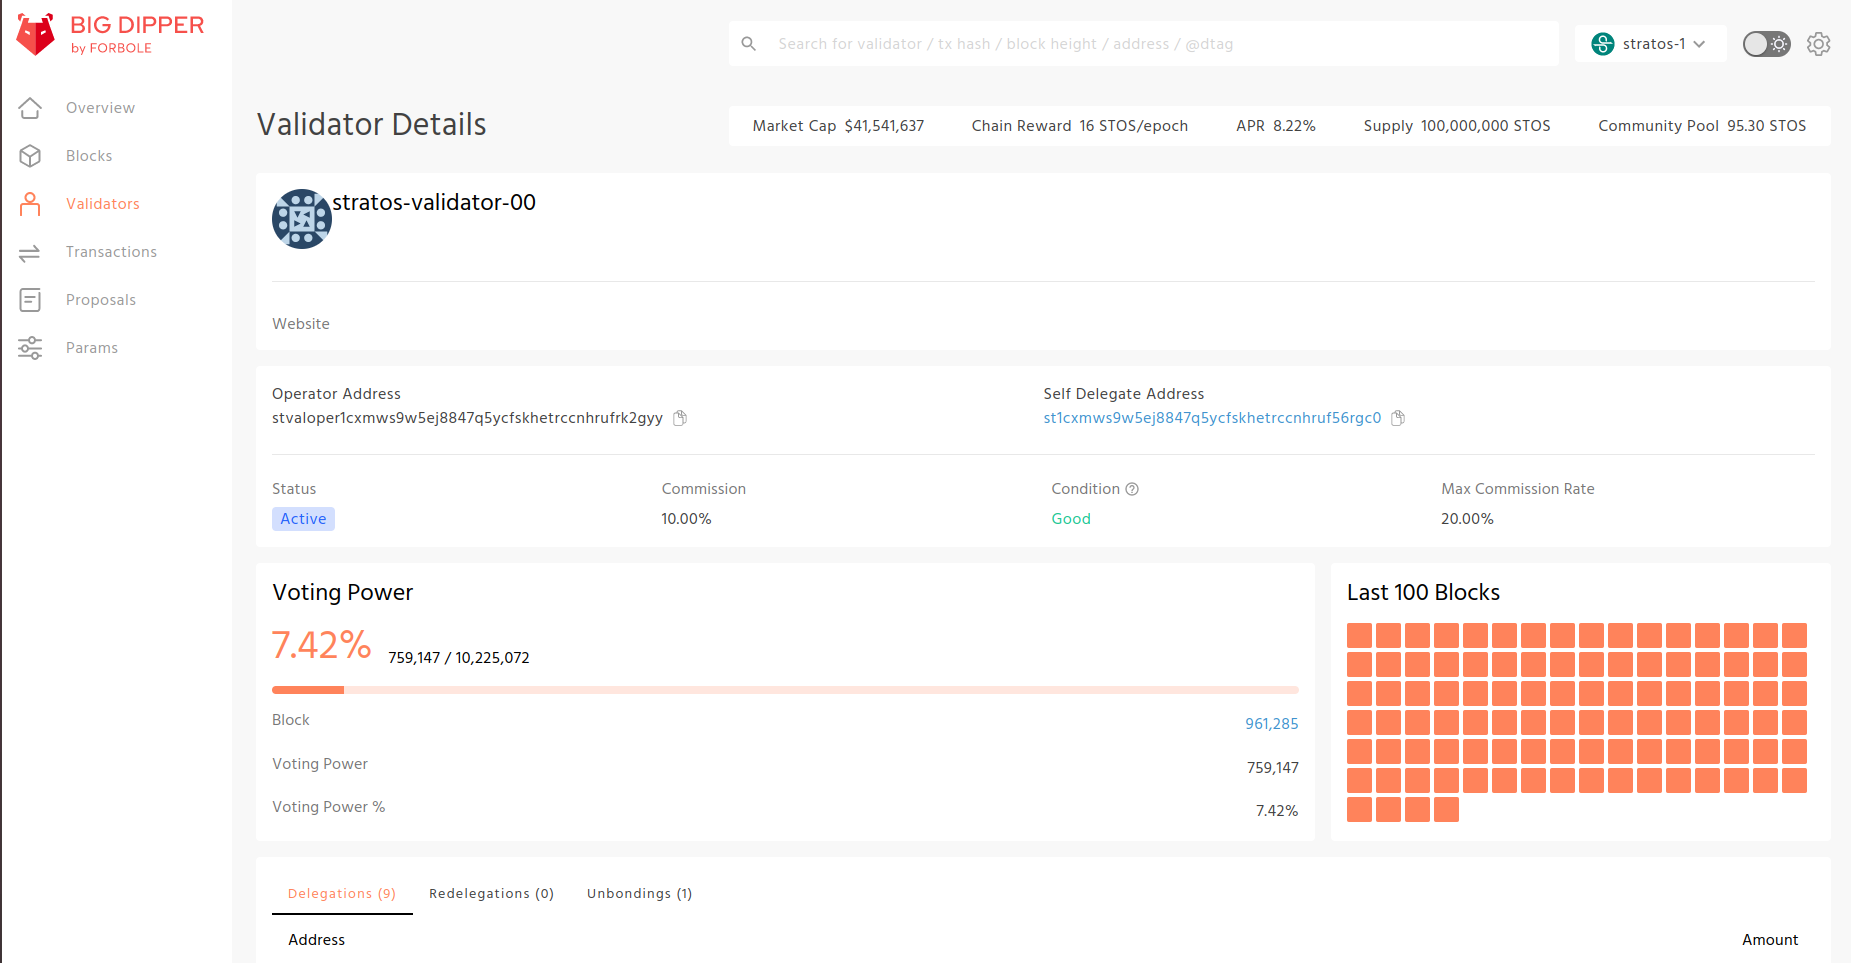 BIG DIPPER
by FORBOLE
Search for validator / tx hash / block height / address / @dtag
stratos-1
Overview
Blocks
Validators
Transactions
Proposals
Params
Validator Details
Market Cap $41,541,637 Chain Reward 16 STOS/epoch APR 8.22% Supply 100,000,000 STOS Community Pool 95.30 STOS
stratos-validator-00
Website
Operator Address
stvaloper1cxmws9w5ej8847q5ycfskhetrccnhrufrk2gyy
Self Delegate Address
st1cxmws9w5ej8847q5ycfskhetrccnhruf56rgc0
Status
Active
Commission
10.00%
Condition
Good
Max Commission Rate
20.00%
Voting Power
7.42% 759,147 / 10,225,072
Block 961,285
Voting Power 759,147
Voting Power % 7.42%
Last 100 Blocks
Delegations (9) Redelegations (0) Unbondings (1)
Address Amount